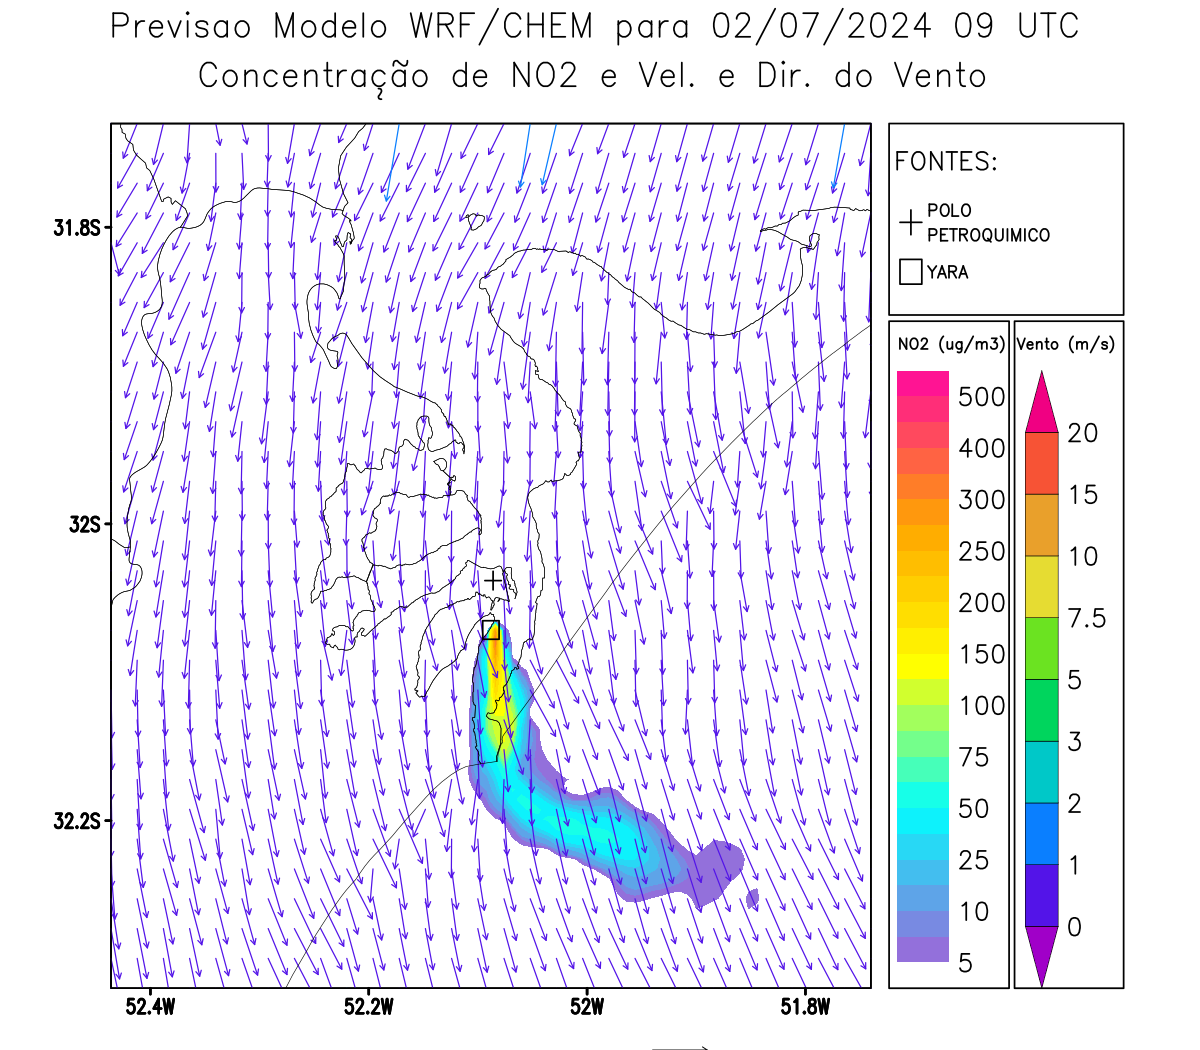 Previsao Modelo WRF/CHEM para 02/07/2024 09 UTC
Concentração de NO2 e Vel. e Dir. do Vento
FONTES:
POLO
PETROQUIMICO
YARA
31.8S
32S
32.2S
52.4W
52.2W
52W
51.8W
NO2 (ug/m3)
500
400
300
250
200
150
100
75
50
25
10
5
Vento (m/s)
20
15
10
7.5
5
3
2
1
0